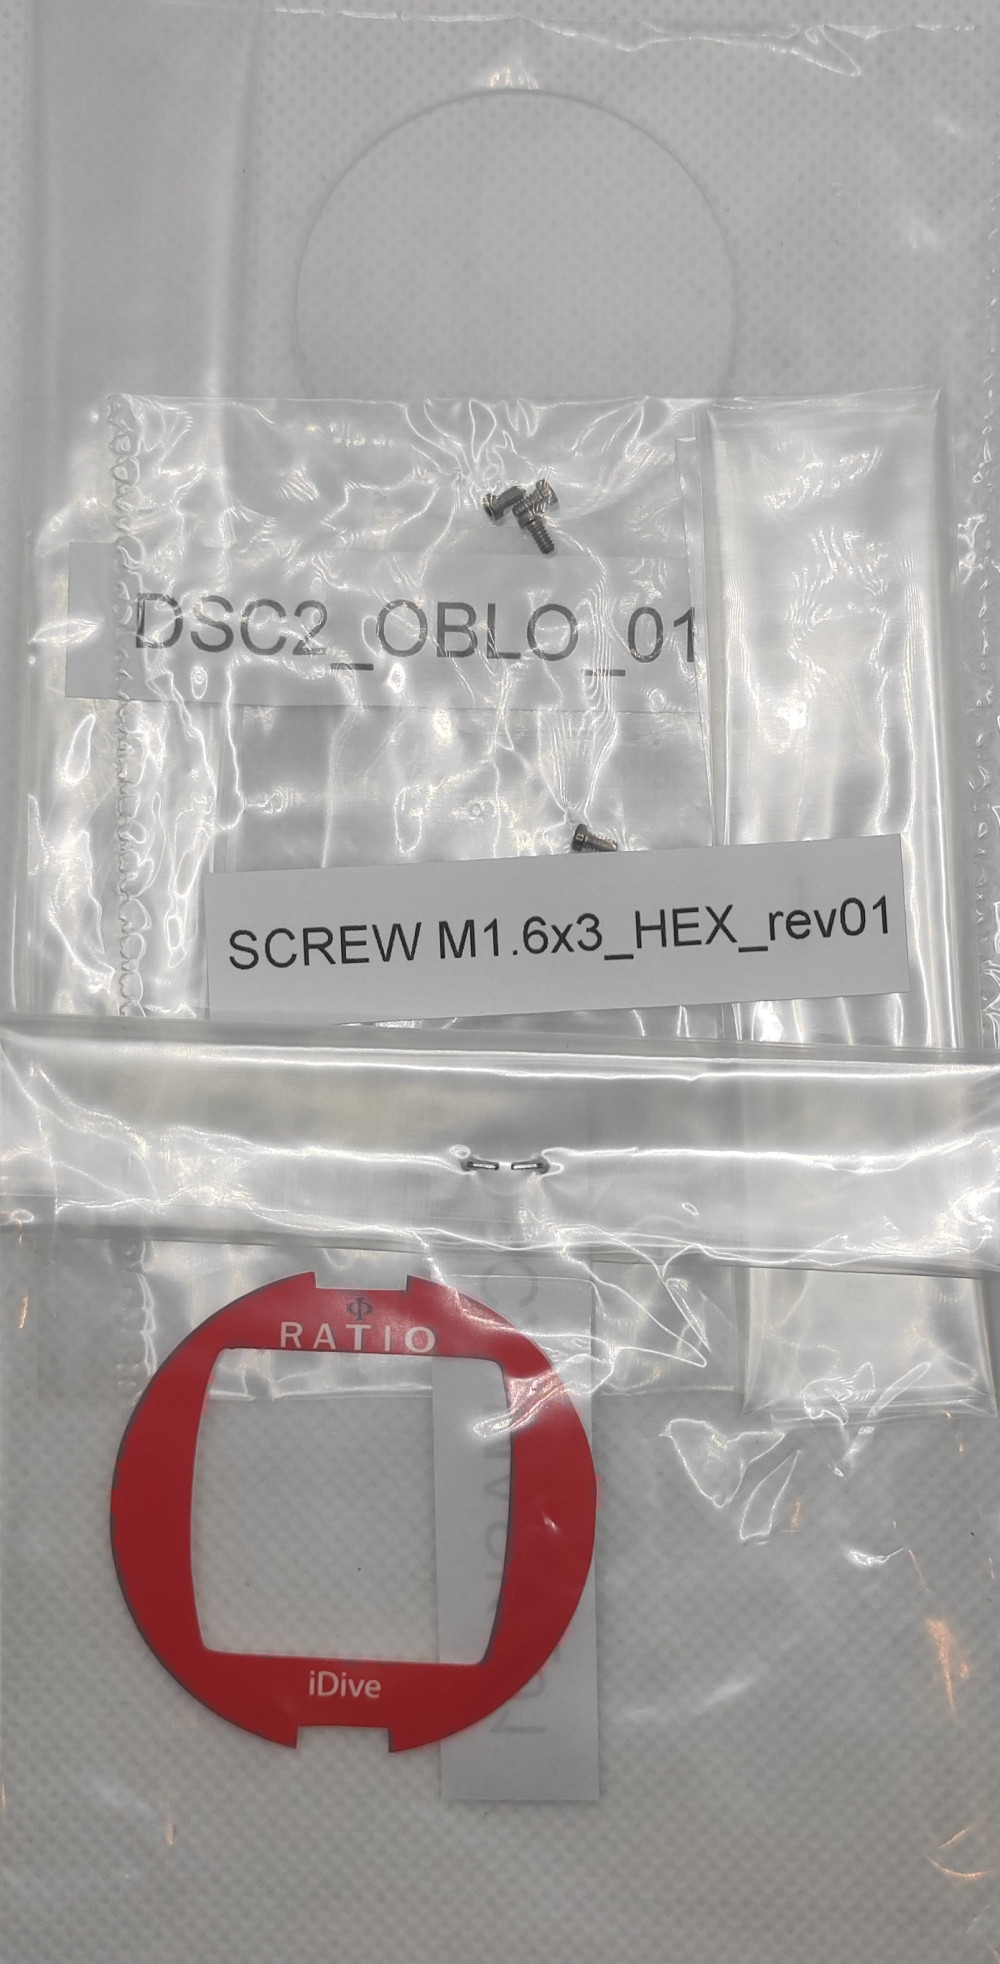 DSC2_OBLO_01
SCREW M1.6x3_HEX_rev01
RATIO
iDive